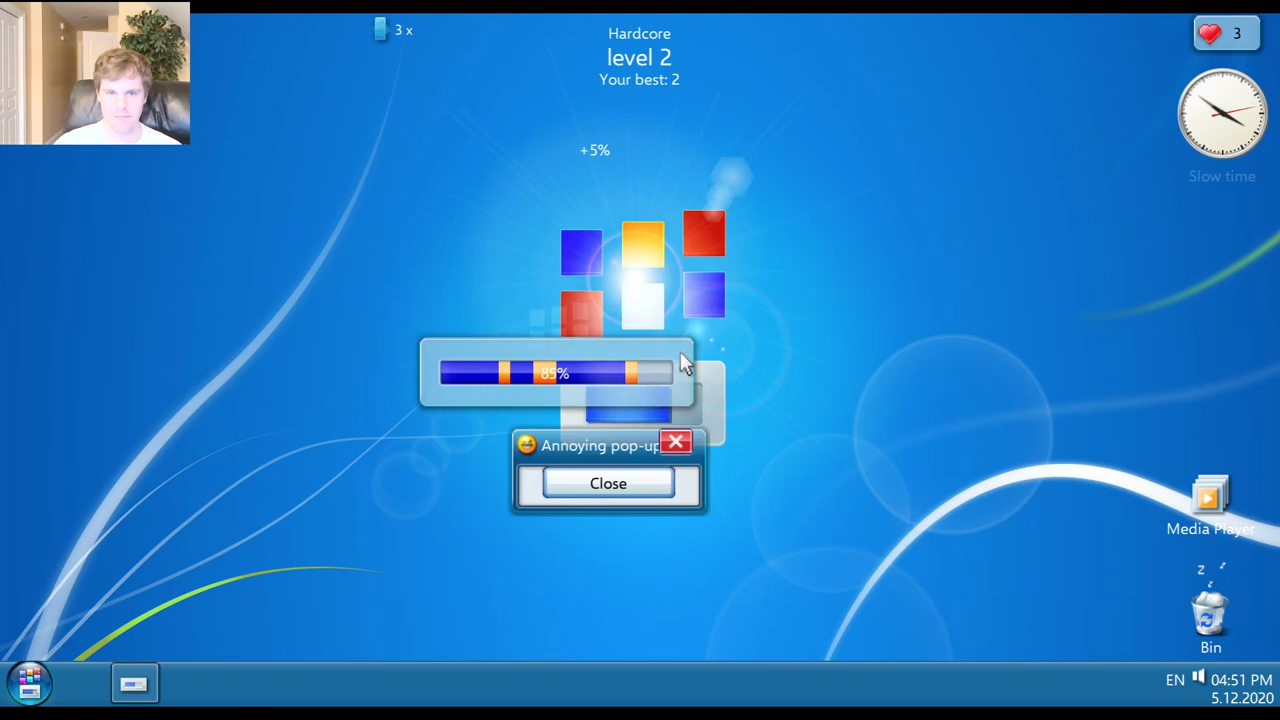 3 x
Hardcore
level 2
Your best: 2
3
+5%
Slow time
85%
Annoying pop-up
Close
Media Player
z
z
z
Bin
EN 04:51 PM
5.12.2020